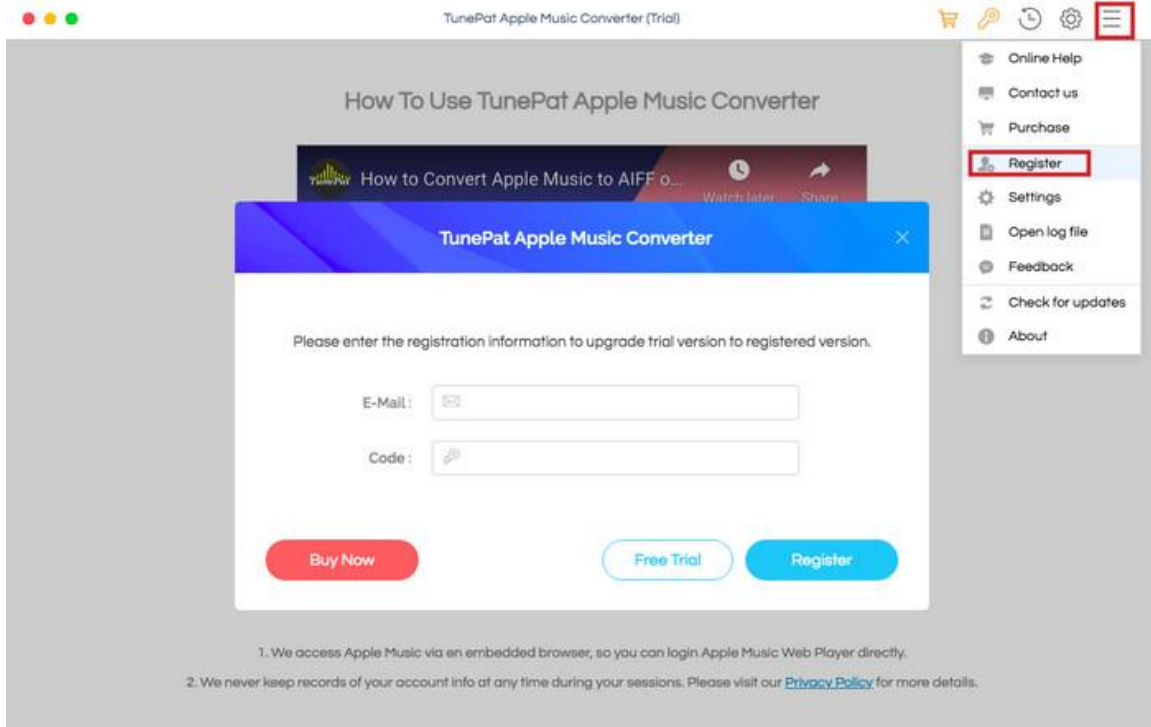 TunePat Apple Music Converter (Trial)
Online Help
Contact us
Purchase
Register
Settings
Open log file
Feedback
Check for updates
About
How To Use TunePat Apple Music Converter
TunePat
How to Convert Apple Music to AIFF o...
Watch later
Share
TunePat Apple Music Converter
Please enter the registration information to upgrade trial version to registered version.
E-Mail:
Code:
Buy Now
Free Trial
Register
1. We access Apple Music via en embedded browser, so you can login Apple Music Web Player directly.
2. We never keep records of your account info at any time during your sessions. Please visit our Privacy Policy for more details.